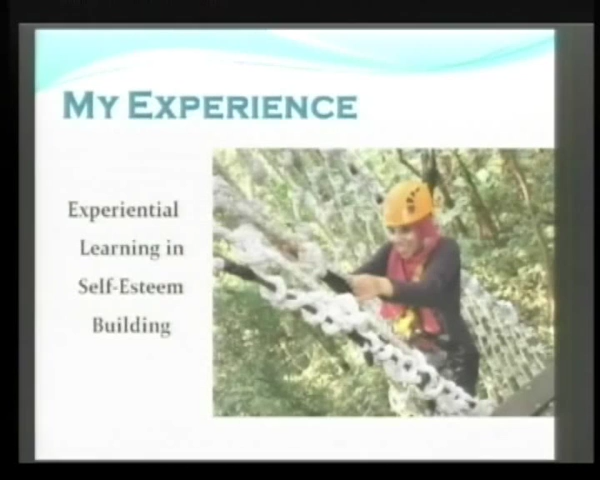 MY EXPERIENCE
Experiential
Learning in
Self-Esteem
Building